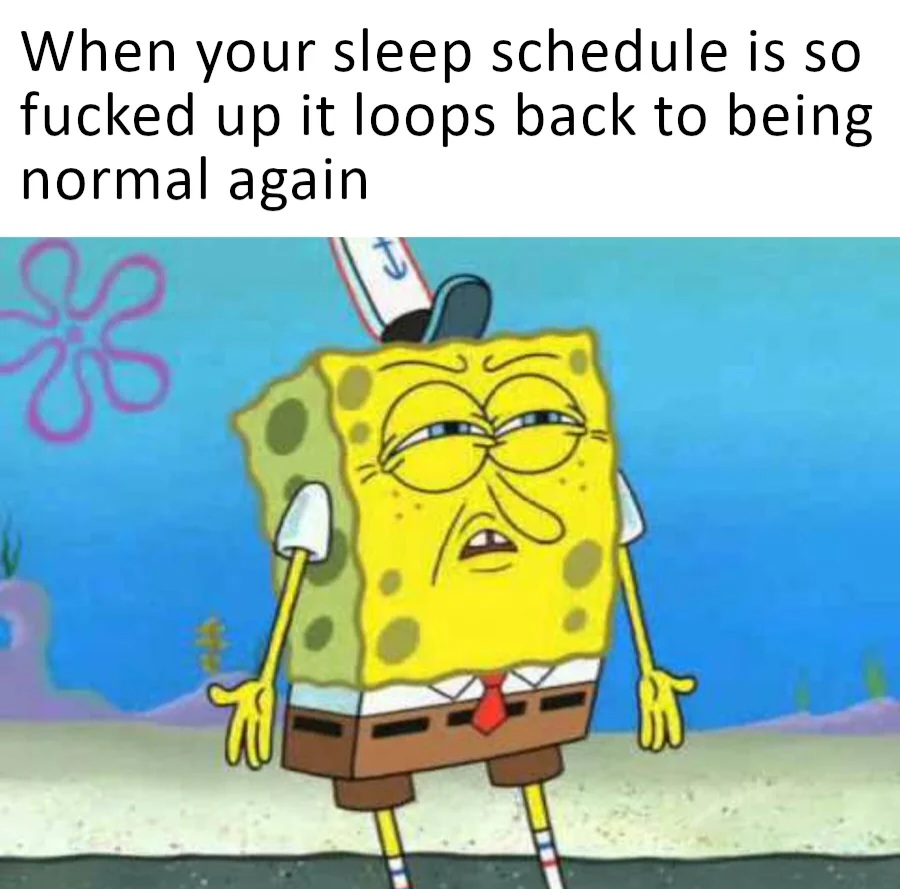 When your sleep schedule is so
fucked up it loops back to being
normal again